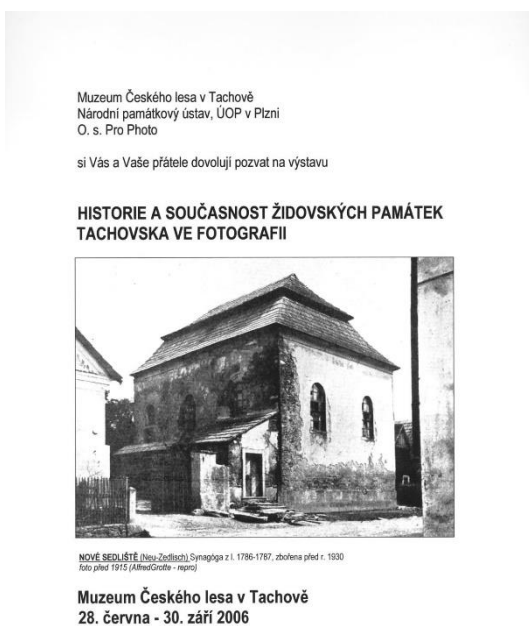 Muzeum Českého lesa v Tachově
Národní památkový ústav, ÚOP v Plzni
O. s. Pro Photo
si Vás a Vaše přátele dovolují pozvat na výstavu
HISTORIE A SOUČASNOST ŽIDOVSKÝCH PAMÁTEK
TACHOVSKA VE FOTOGRAFII
NOVÉ SEDLIŠTĚ (Neu-Zedlisch) Synagóga z l. 1786-1787, zbořena před r. 1930
foto před 1915 (AlfredGrotte - repro)
Muzeum Českého lesa v Tachově
28. června - 30. září 2006